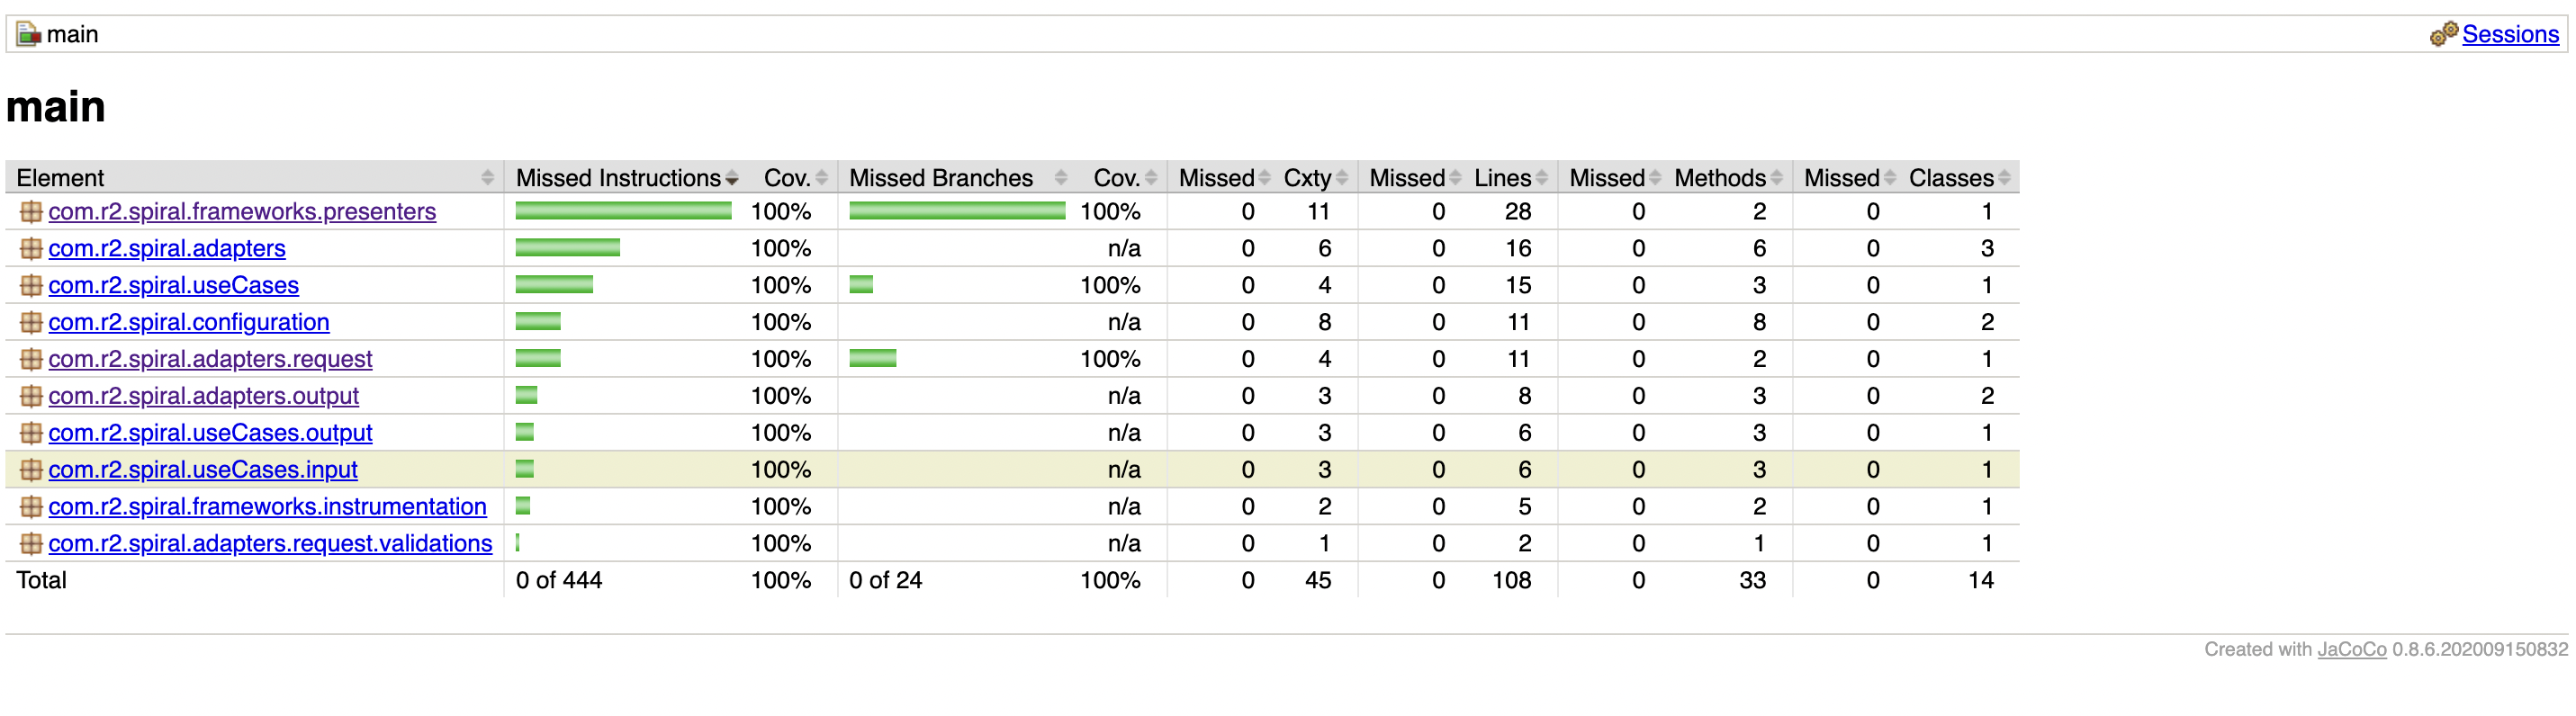 main Sessions
main
Element Missed Instructions Cov. Missed Branches Cov. Missed Cxty Missed Lines Missed Methods Missed Classes
com.r2.spiral.frameworks.presenters 100% 100% 0 11 0 28 0 2 0 1
com.r2.spiral.adapters 100% n/a 0 6 0 16 0 6 0 3
com.r2.spiral.useCases 100% 100% 0 4 0 15 0 3 0 1
com.r2.spiral.configuration 100% n/a 0 8 0 11 0 8 0 2
com.r2.spiral.adapters.request 100% 100% 0 4 0 11 0 2 0 1
com.r2.spiral.adapters.output 100% n/a 0 3 0 8 0 3 0 2
com.r2.spiral.useCases.output 100% n/a 0 3 0 6 0 3 0 1
com.r2.spiral.useCases.input 100% n/a 0 3 0 6 0 3 0 1
com.r2.spiral.frameworks.instrumentation 100% n/a 0 2 0 5 0 2 0 1
com.r2.spiral.adapters.request.validations 100% n/a 0 1 0 2 0 1 0 1
Total 0 of 444 100% 0 of 24 100% 0 45 0 108 0 33 0 14
Created with JaCoCo 0.8.6.202009150832